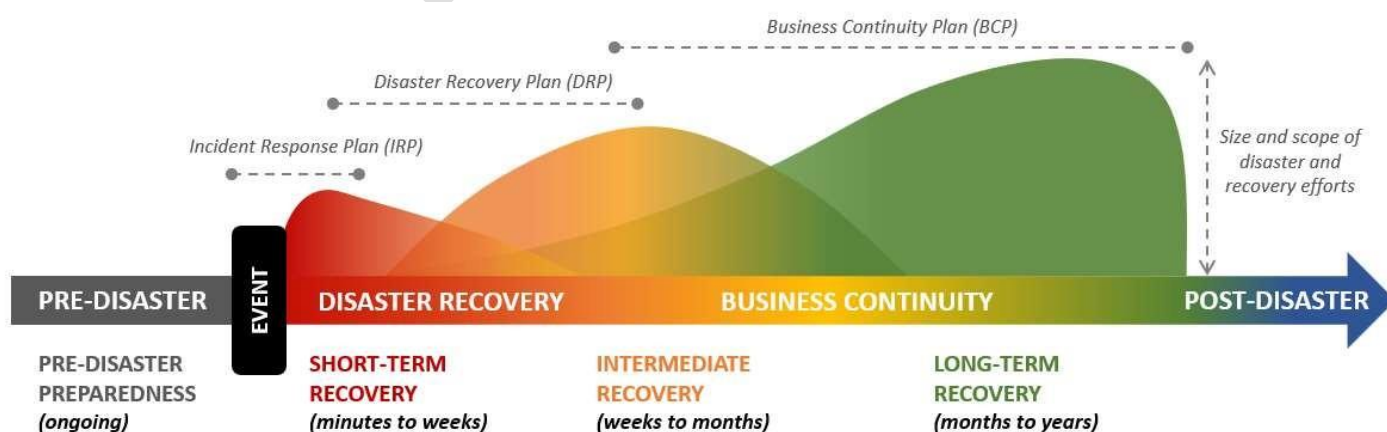 Business Continuity Plan (BCP)
Disaster Recovery Plan (DRP)
Incident Response Plan (IRP)
Size and scope of
disaster and
recovery efforts
EVENT
PRE-DISASTER
DISASTER RECOVERY
BUSINESS CONTINUITY
POST-DISASTER
PRE-DISASTER
PREPAREDNESS
(ongoing)
SHORT-TERM
RECOVERY
(minutes to weeks)
INTERMEDIATE
RECOVERY
(weeks to months)
LONG-TERM
RECOVERY
(months to years)